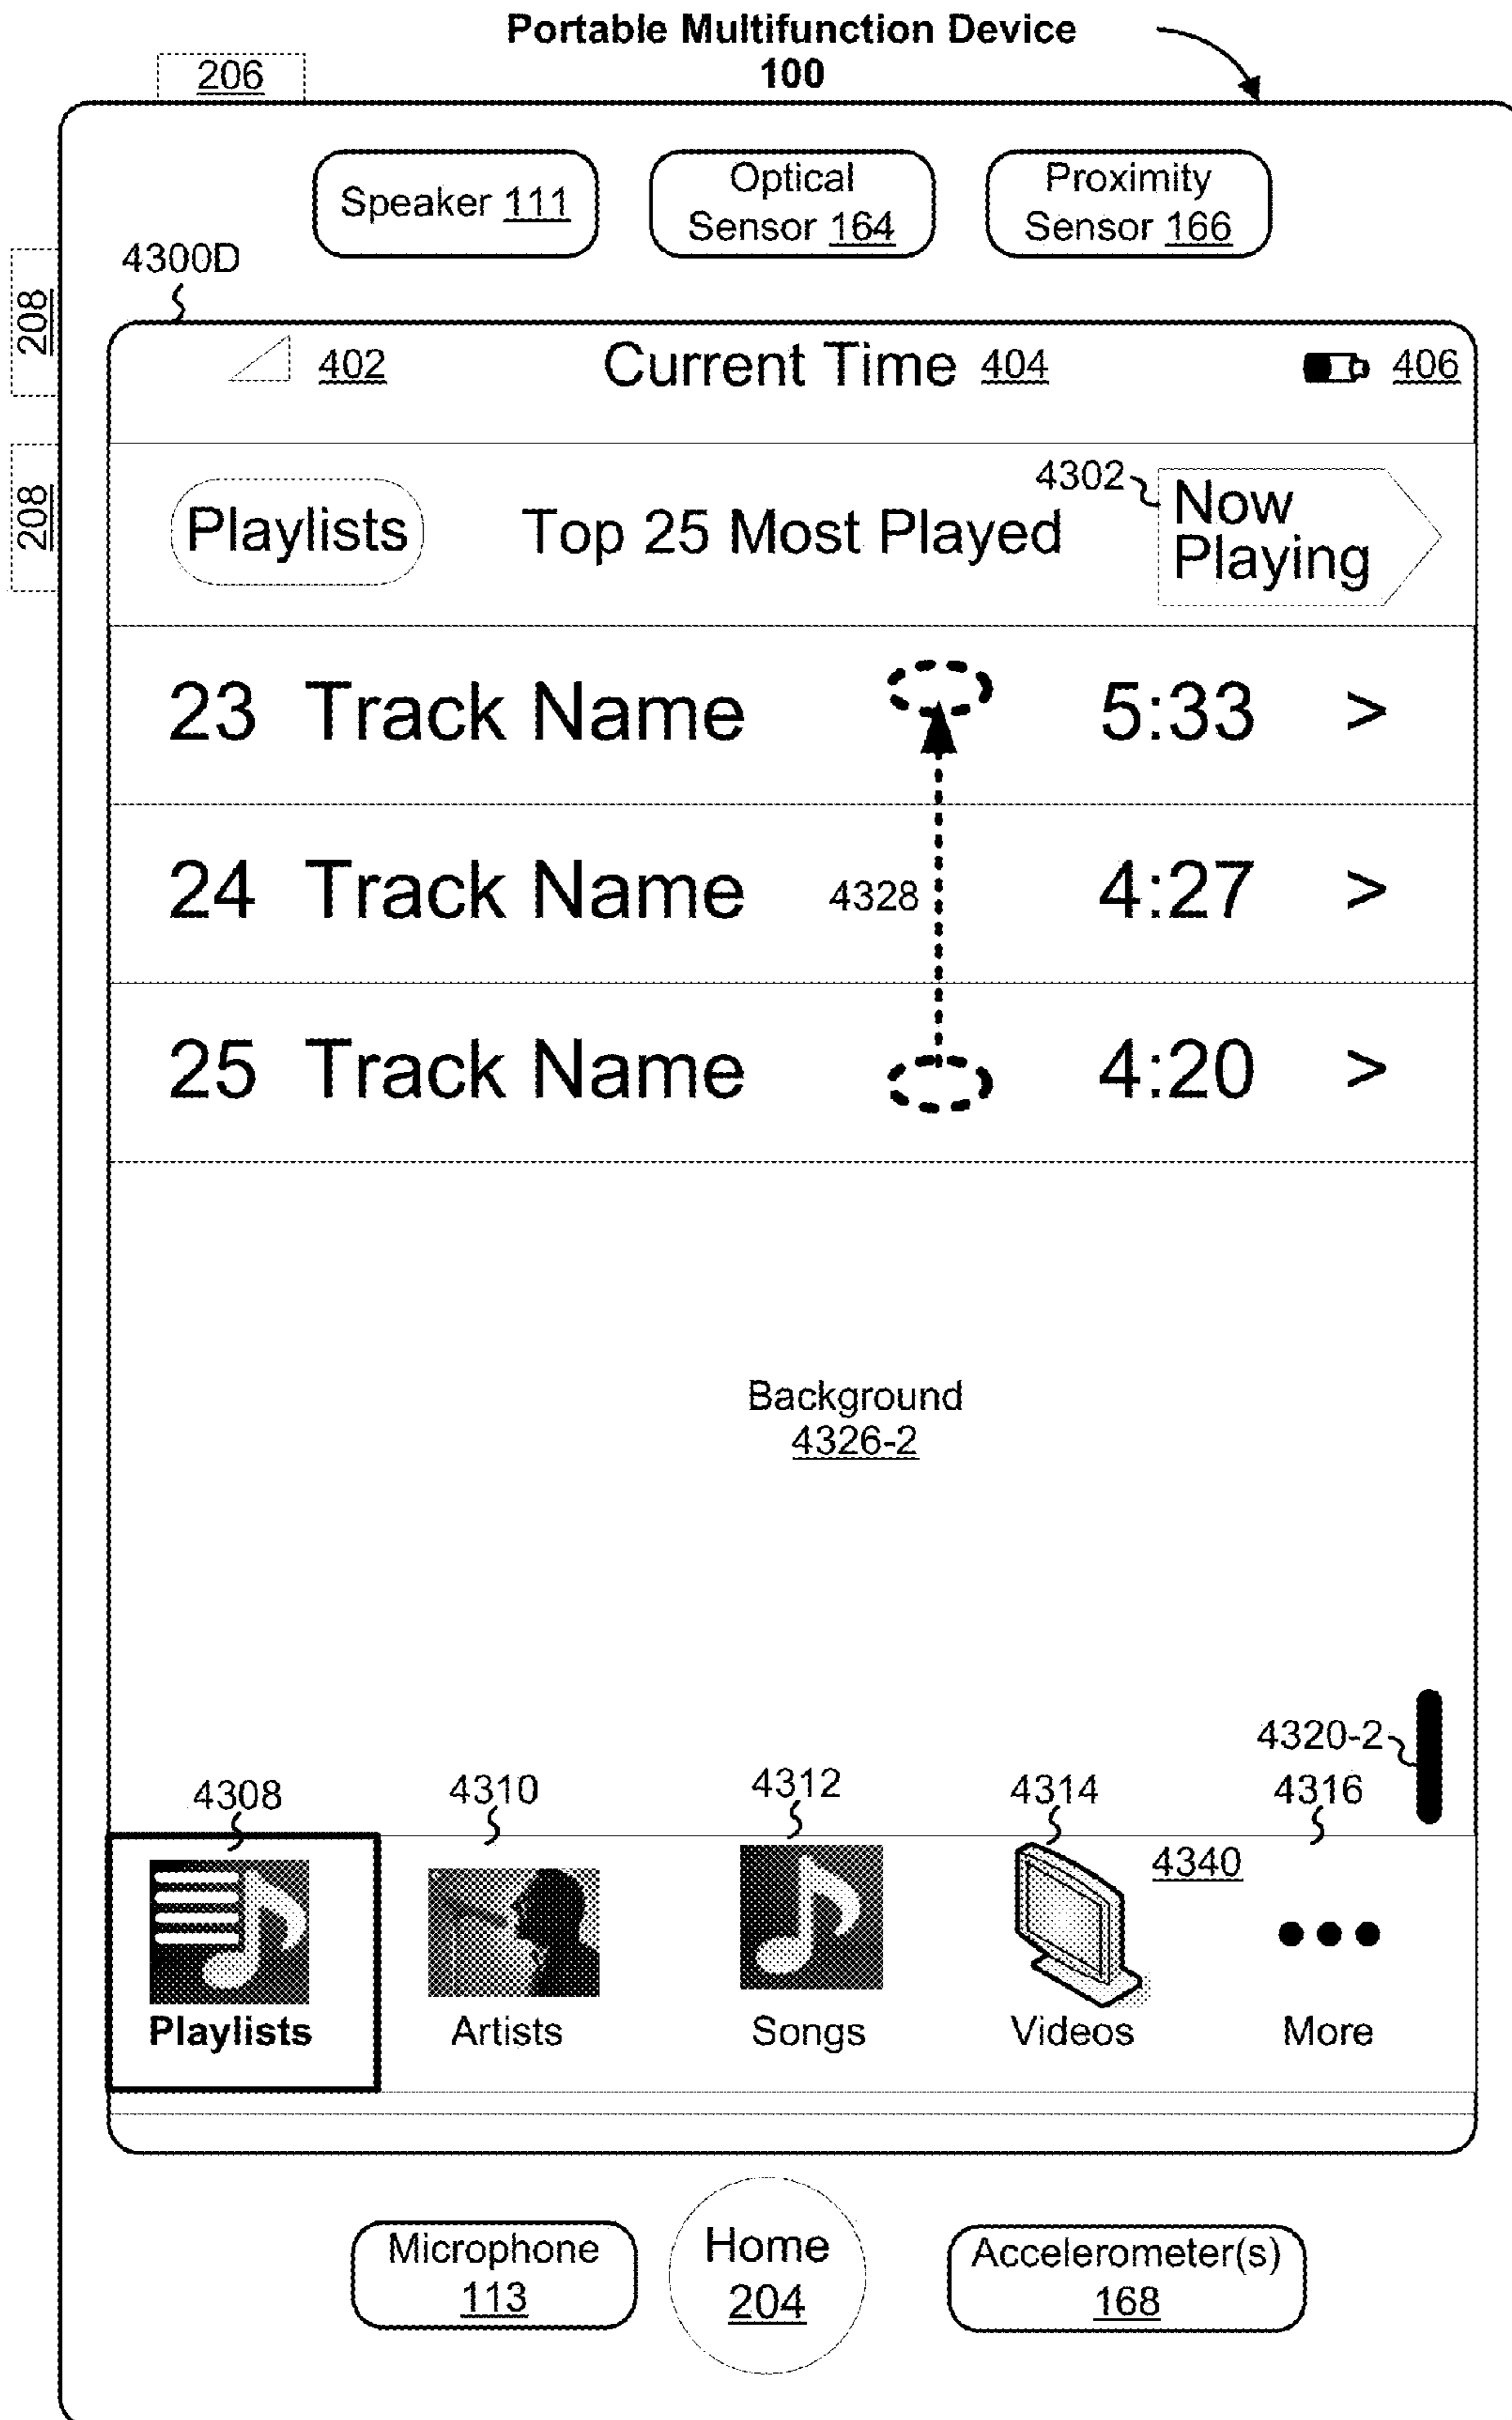 Portable Multifunction Device
100
206
Speaker 111
Optical
Sensor 164
Proximity
Sensor 166
4300D
208
402
Current Time 404
406
208
Playlists
Top 25 Most Played
4302
Now
Playing
23 Track Name 5:33 >
24 Track Name 4328 4:27 >
25 Track Name 4:20 >
Background
4326-2
4320-2
4308
4310
4312
4314
4316
4340
Playlists
Artists
Songs
Videos
More
Microphone
113
Home
204
Accelerometer(s)
168